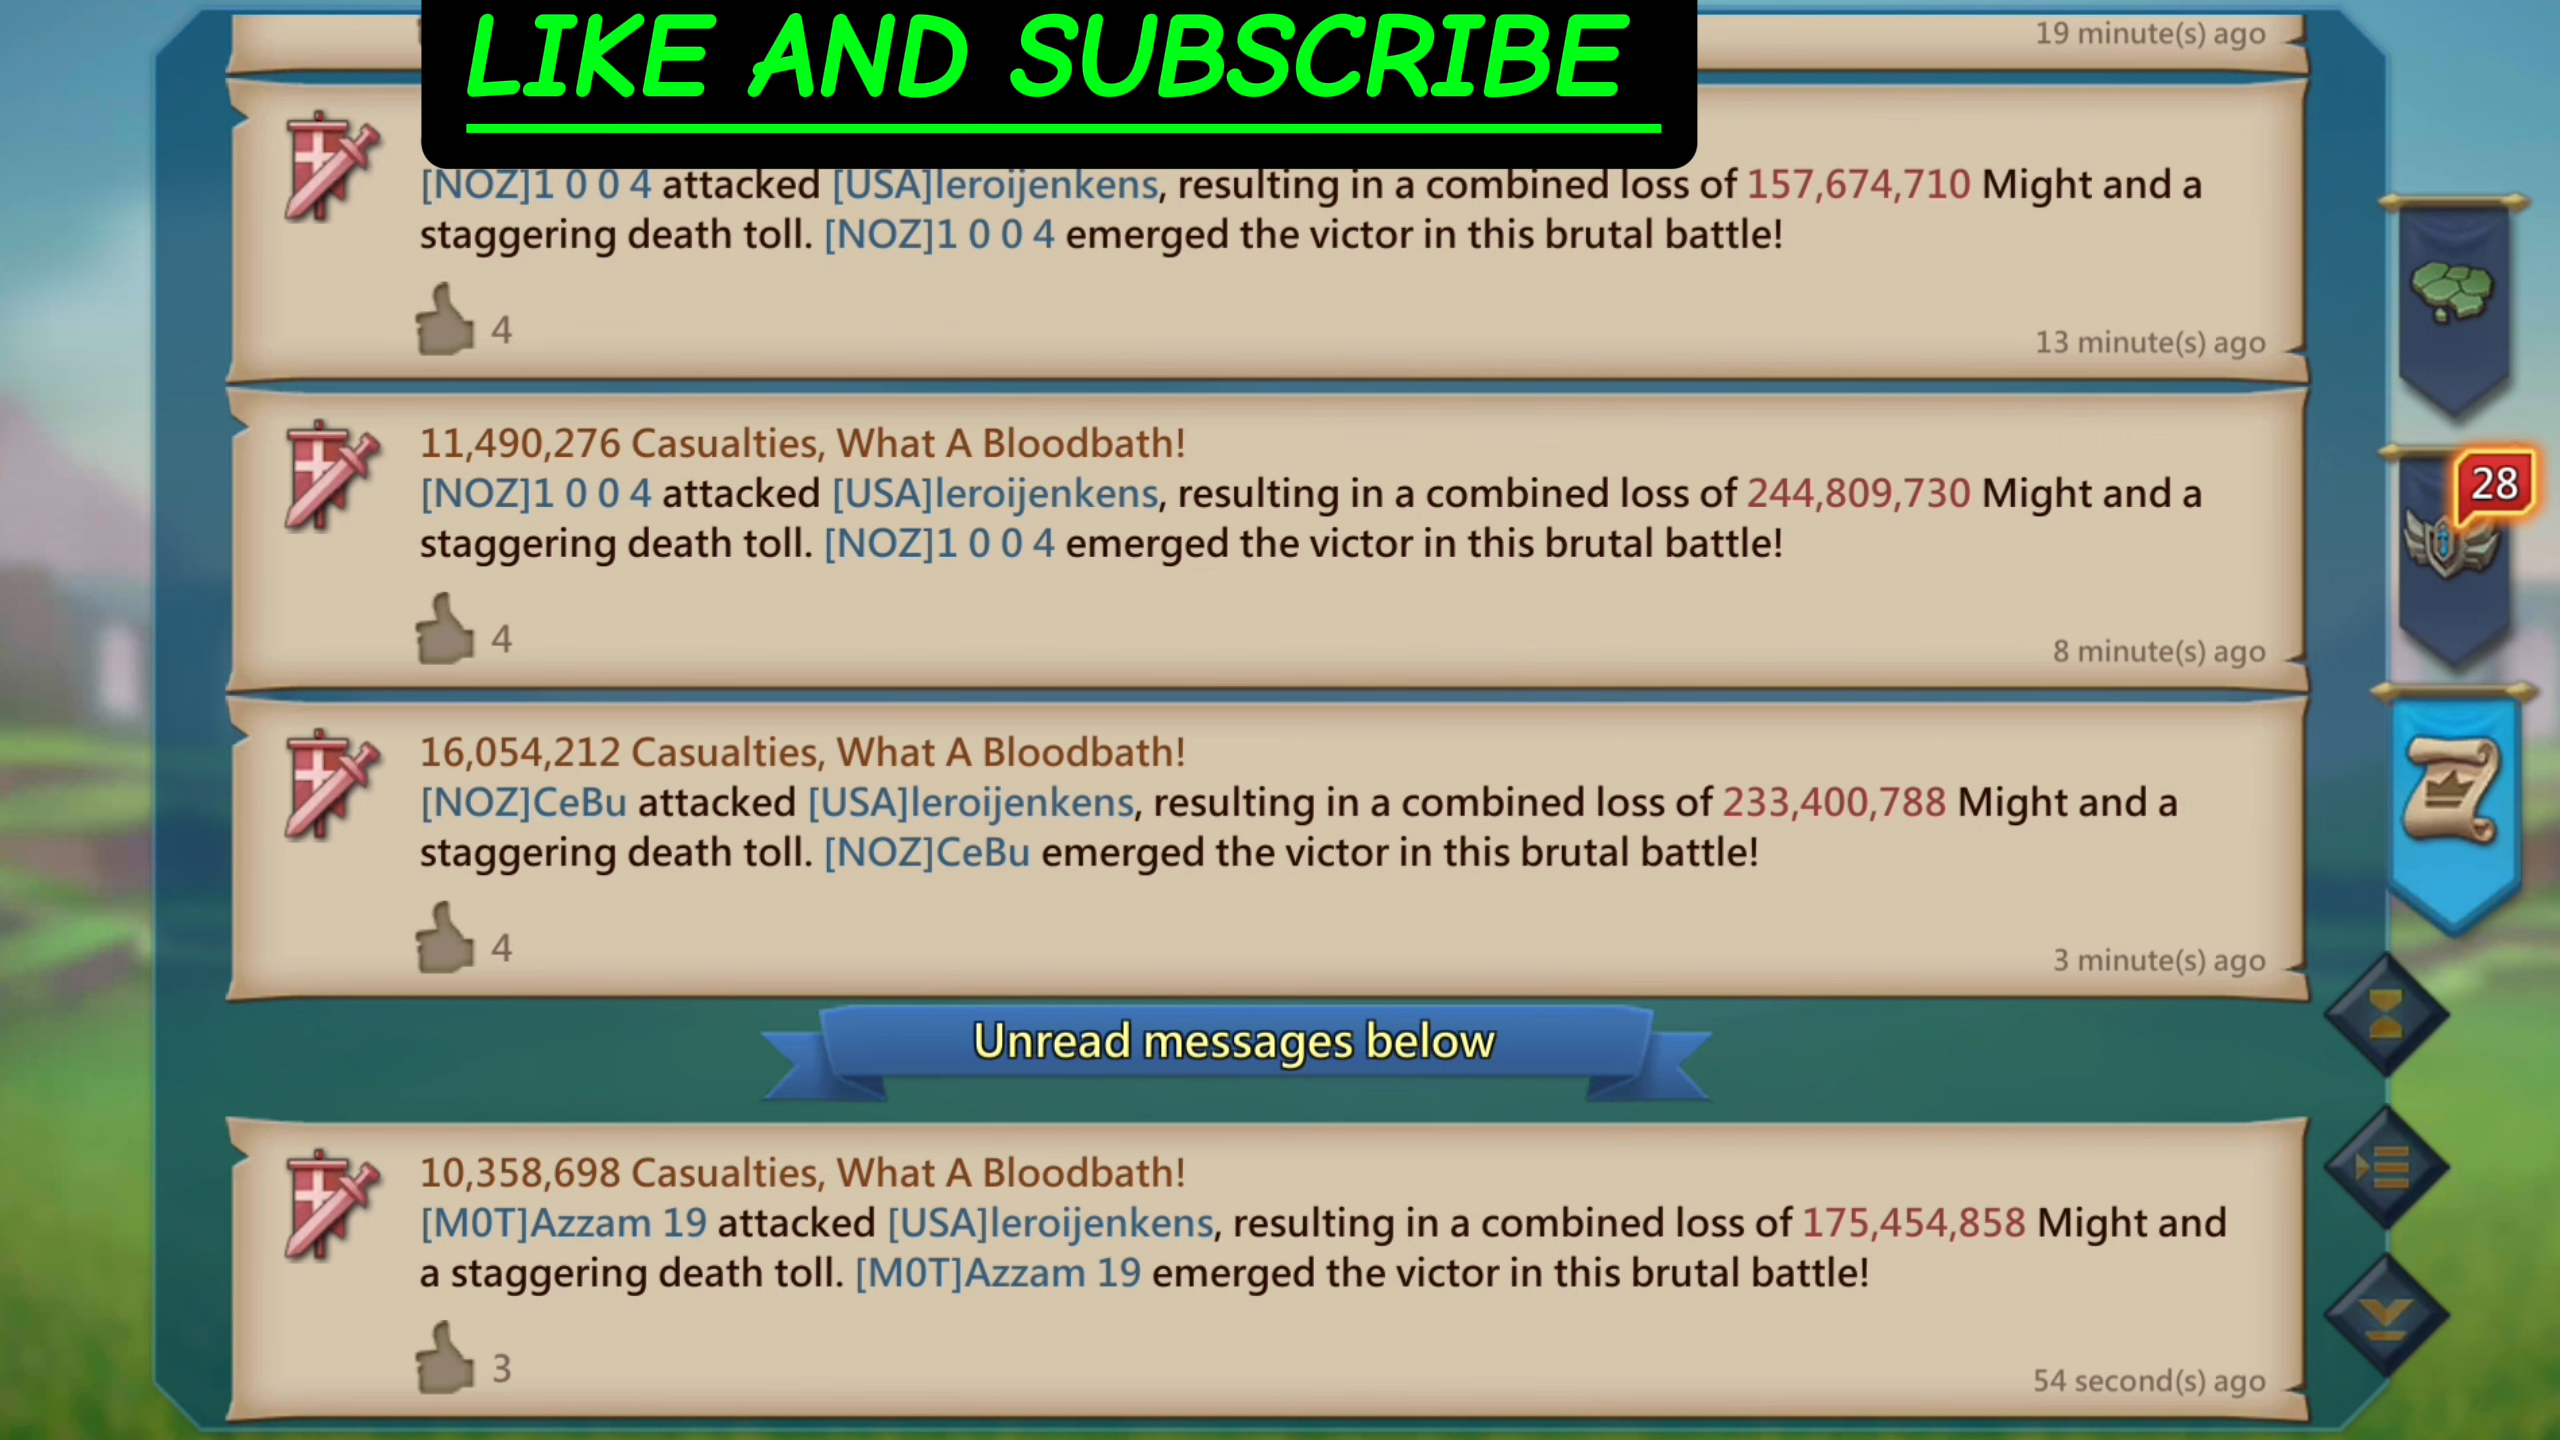 LIKE AND SUBSCRIBE
19 minute(s) ago
[NOZ]1 0 0 4 attacked [USA]leroijenkens, resulting in a combined loss of 157,674,710 Might and a
staggering death toll. [NOZ]1 0 0 4 emerged the victor in this brutal battle!
4
13 minute(s) ago
11,490,276 Casualties, What A Bloodbath!
[NOZ]1 0 0 4 attacked [USA]leroijenkens, resulting in a combined loss of 244,809,730 Might and a
staggering death toll. [NOZ]1 0 0 4 emerged the victor in this brutal battle!
28
4
8 minute(s) ago
16,054,212 Casualties, What A Bloodbath!
[NOZ]CeBu attacked [USA]leroijenkens, resulting in a combined loss of 233,400,788 Might and a
staggering death toll. [NOZ]CeBu emerged the victor in this brutal battle!
4
3 minute(s) ago
Unread messages below
10,358,698 Casualties, What A Bloodbath!
[M0T]Azzam 19 attacked [USA]leroijenkens, resulting in a combined loss of 175,454,858 Might and
a staggering death toll. [M0T]Azzam 19 emerged the victor in this brutal battle!
3
54 second(s) ago